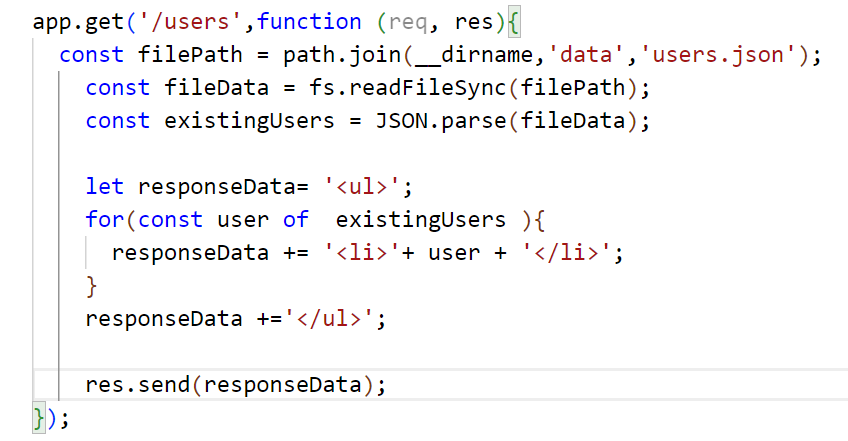 app.get('/users',function (req, res){
const filePath = path.join(__dirname,'data','users.json');
const fileData = fs.readFileSync(filePath);
const existingUsers = JSON.parse(fileData);
let responseData= '<ul>';
for(const user of  existingUsers ){
responseData += '<li>'+ user + '</li>';
}
responseData +='</ul>';
res.send(responseData);
});